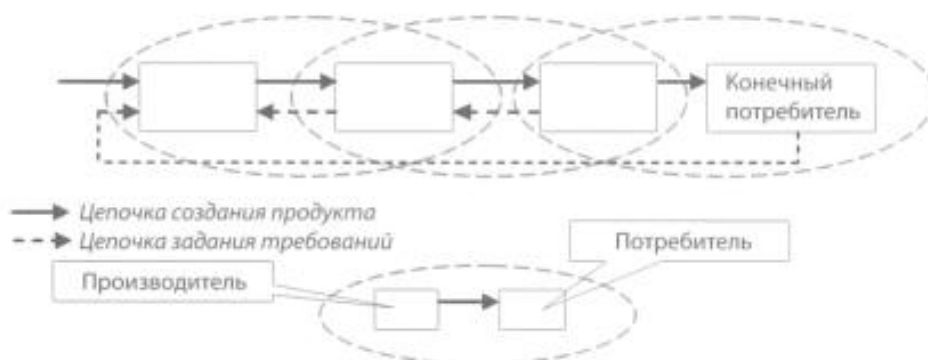 Конечный
потребитель
Цепочка создания продукта
Цепочка задания требований
Потребитель
Производитель